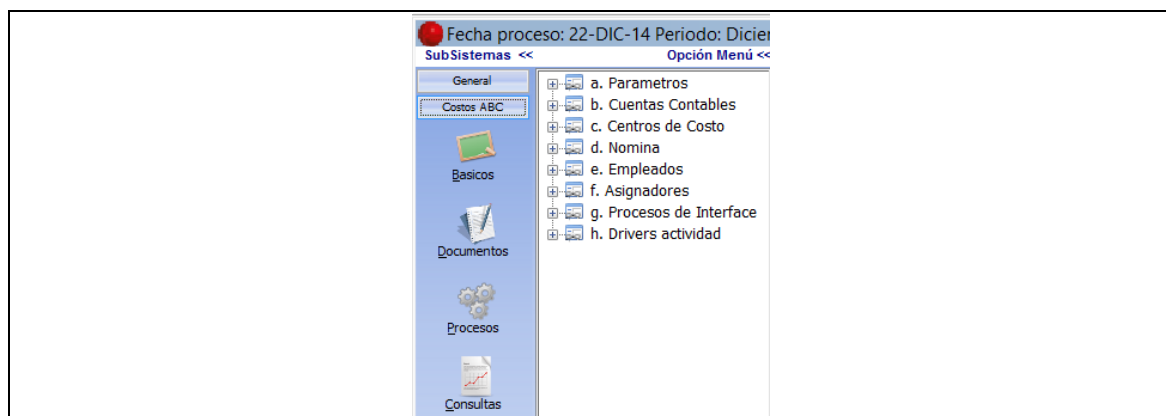 Fecha proceso: 22-DIC-14 Periodo: Dicier
SubSistemas <<
Opción Menú <<
General
Costos ABC
Basicos
Documentos
Procesos
Consultas
a. Parametros
b. Cuentas Contables
c. Centros de Costo
d. Nomina
e. Empleados
f. Asignadores
g. Procesos de Interface
h. Drivers actividad